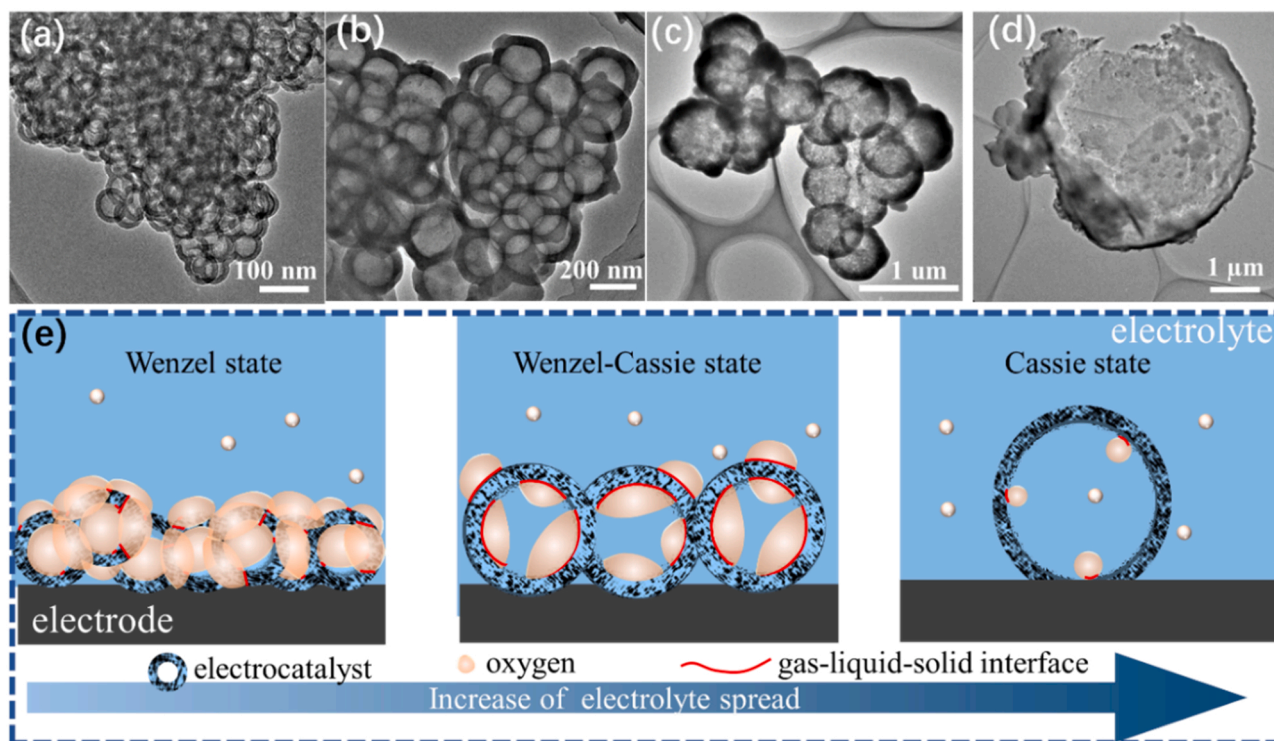 (a)
(b)
(c)
(d)
100 nm
200 nm
1 um
1 μm
(e)
electrolyte
Wenzel state
Wenzel-Cassie state
Cassie state
electrode
electrocatalyst
oxygen
gas-liquid-solid interface
Increase of electrolyte spread